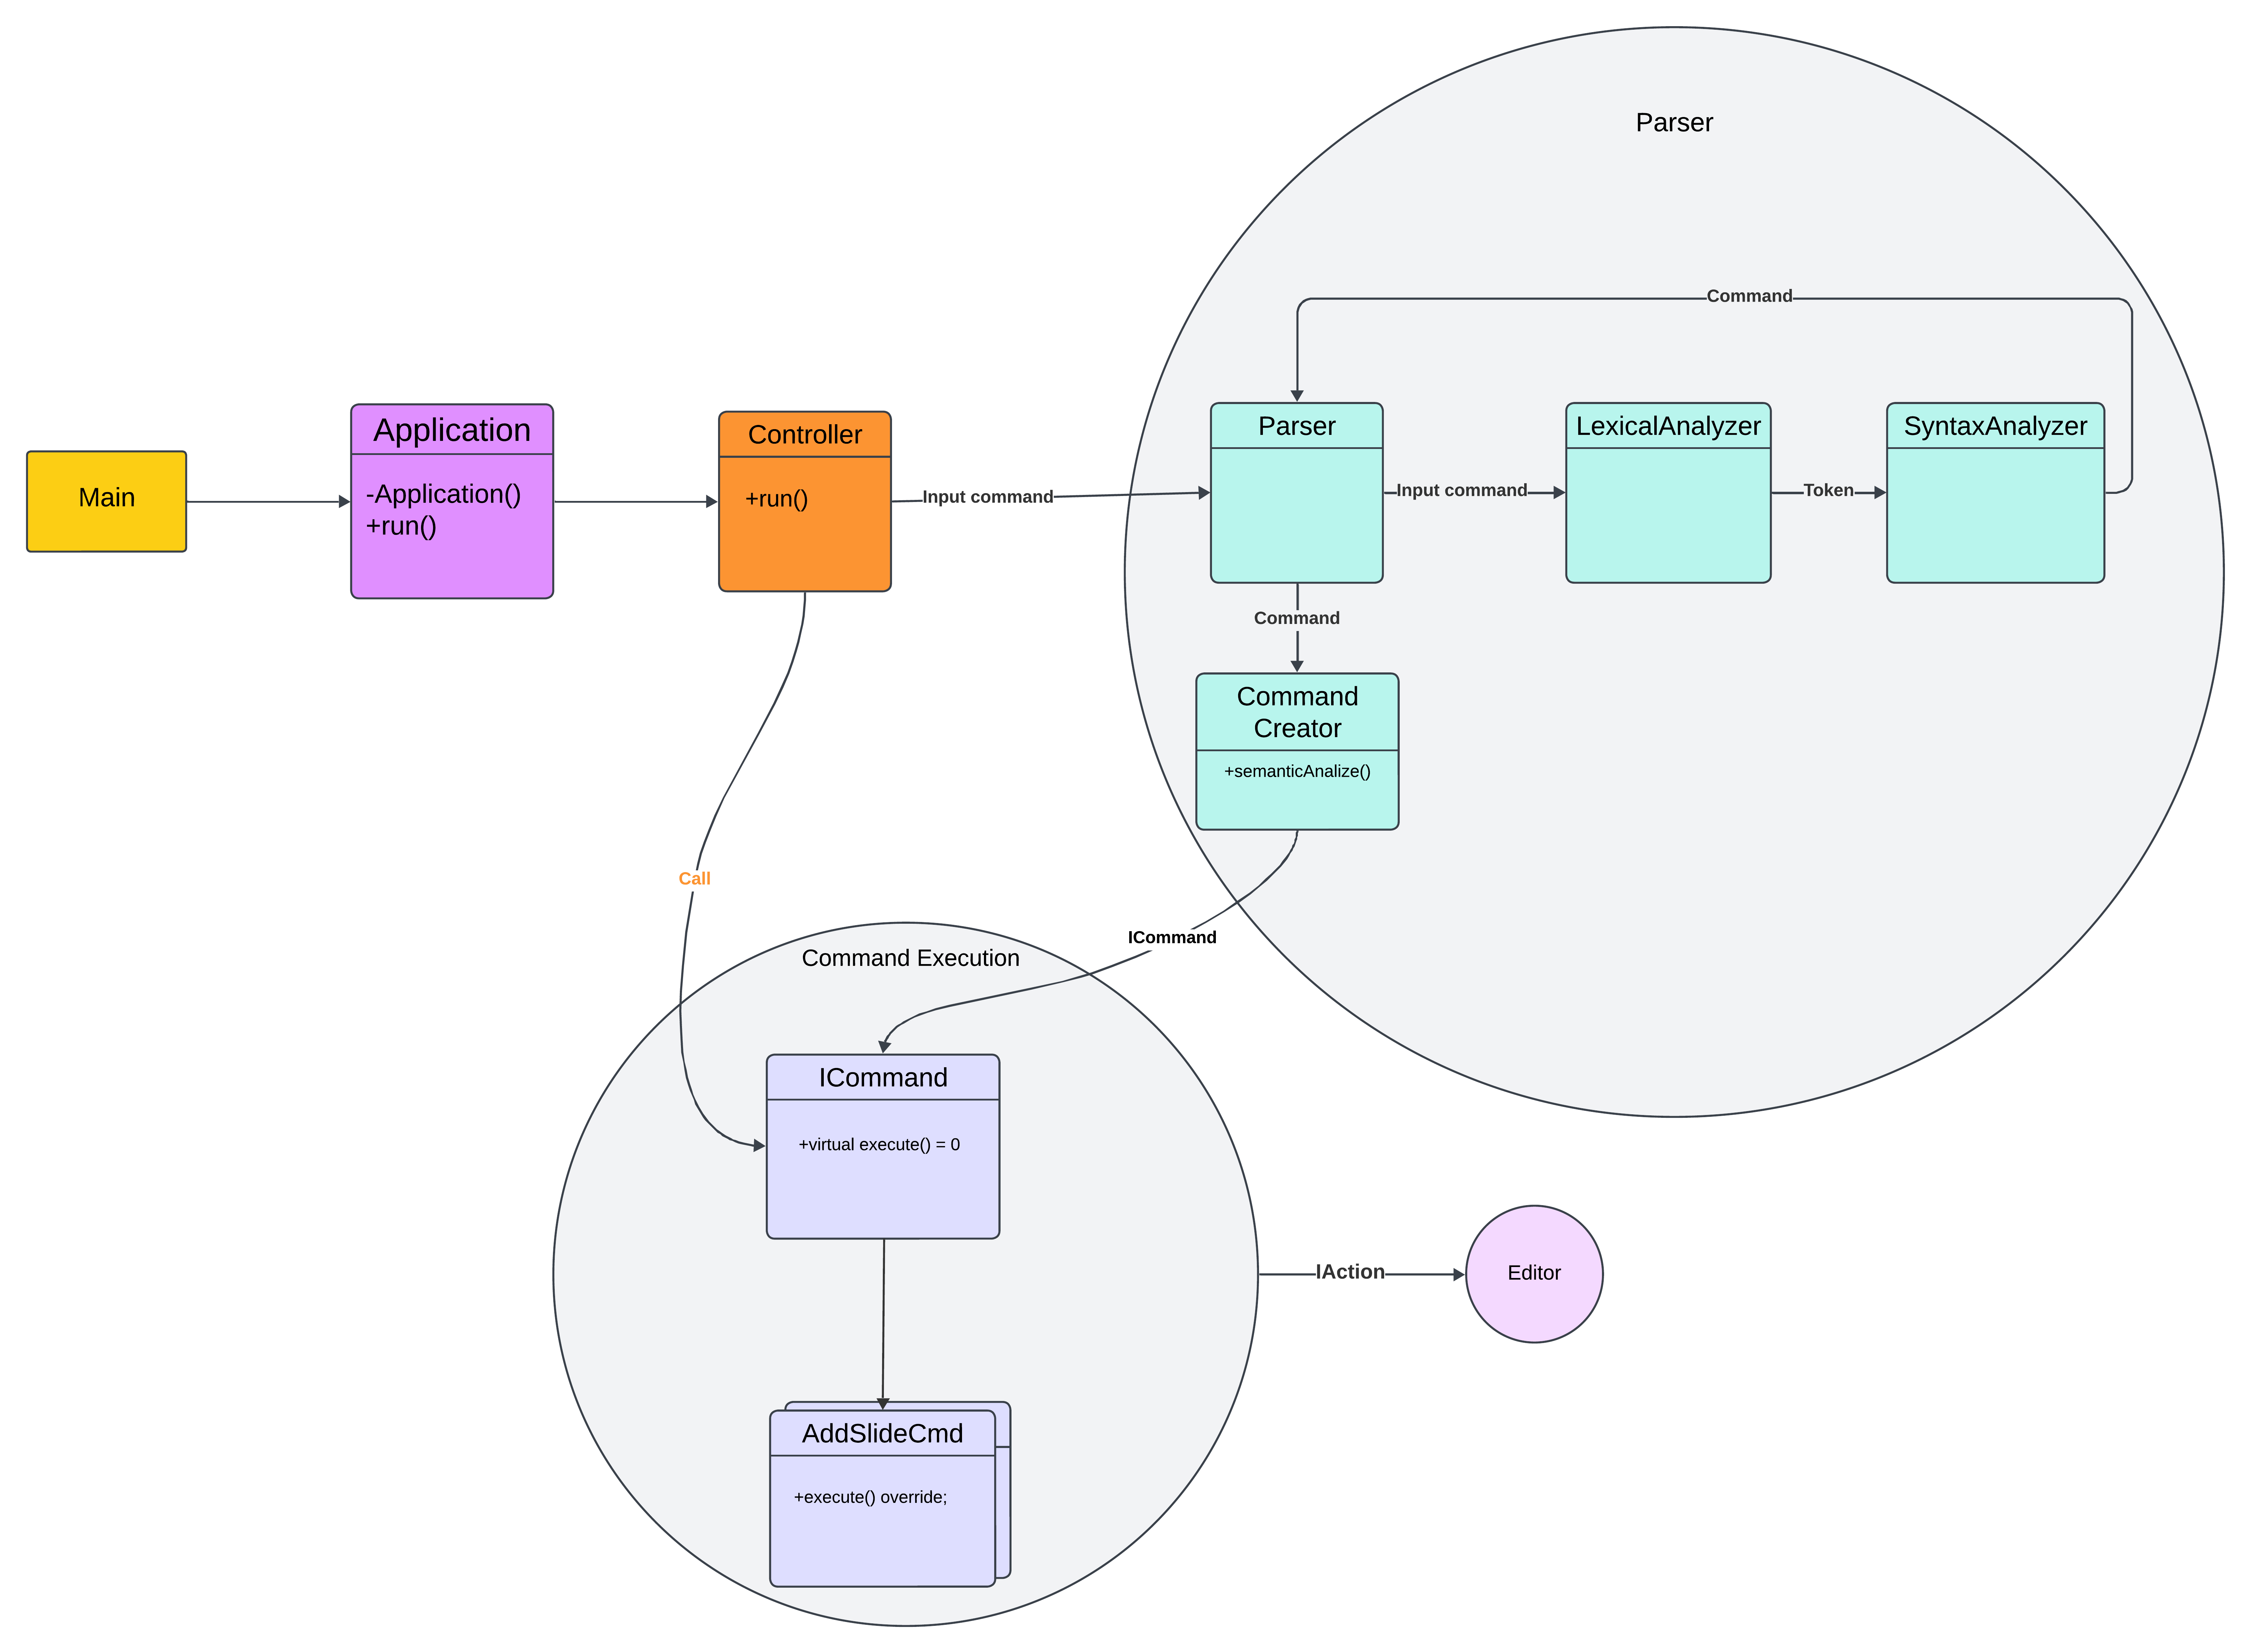 Parser
Command
Main
Application
-Application()
+run()
Controller
+run()
Input command
Parser
Input command
LexicalAnalyzer
Token
SyntaxAnalyzer
Command
Command
Creator
+semanticAnalize()
Call
ICommand
Command Execution
ICommand
+virtual execute() = 0
IAction
Editor
AddSlideCmd
+execute() override;